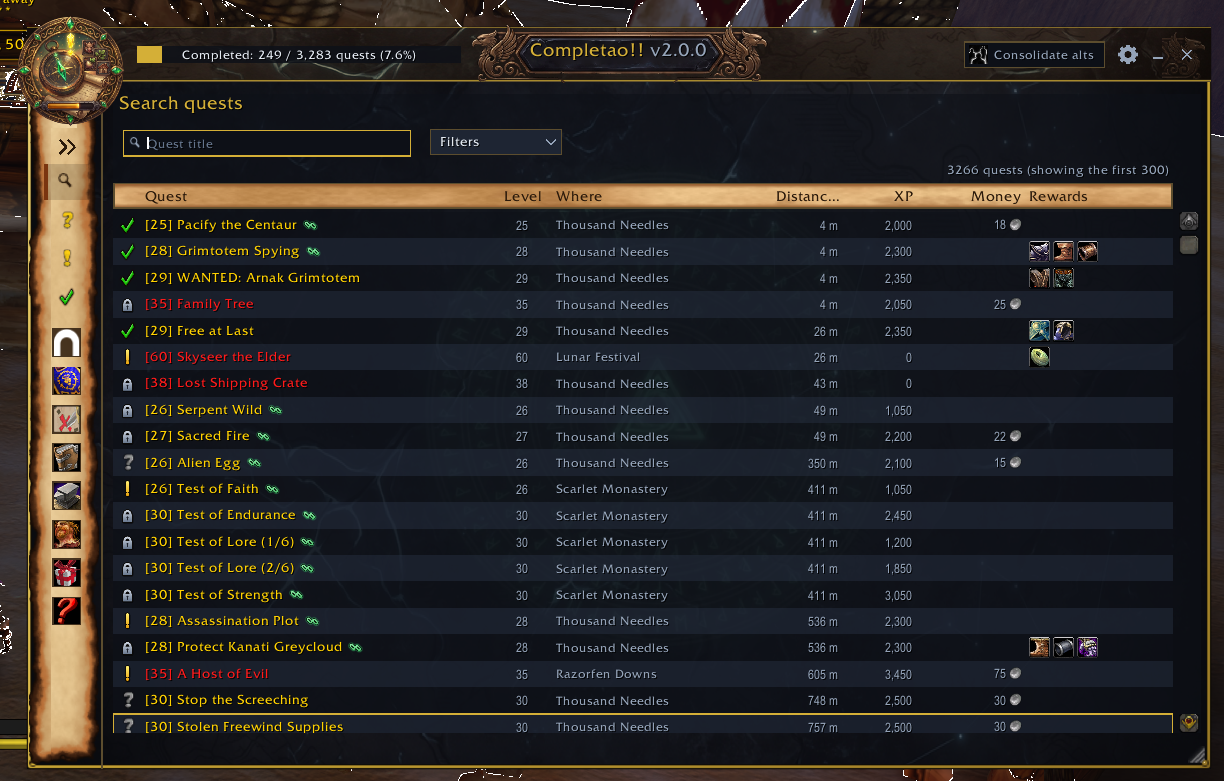 away
.50
Completed: 249 / 3,283 quests (7.6%)
Completao!! v2.0.0
Consolidate alts
Search quests
Quest title
Filters
3266 quests (showing the first 300)
Quest Level Where Distanc... XP Money Rewards
[25] Pacify the Centaur 25 Thousand Needles 4 m 2,000 18
[28] Grimtotem Spying 28 Thousand Needles 4 m 2,300
[29] WANTED: Arnak Grimtotem 29 Thousand Needles 4 m 2,350
[35] Family Tree 35 Thousand Needles 4 m 2,050 25
[29] Free at Last 29 Thousand Needles 26 m 2,350
[60] Skyseer the Elder 60 Lunar Festival 26 m 0
[38] Lost Shipping Crate 38 Thousand Needles 43 m 0
[26] Serpent Wild 26 Thousand Needles 49 m 1,050
[27] Sacred Fire 27 Thousand Needles 49 m 2,200 22
[26] Alien Egg 26 Thousand Needles 350 m 2,100 15
[26] Test of Faith 26 Scarlet Monastery 411 m 1,050
[30] Test of Endurance 30 Scarlet Monastery 411 m 2,450
[30] Test of Lore (1/6) 30 Scarlet Monastery 411 m 1,200
[30] Test of Lore (2/6) 30 Scarlet Monastery 411 m 1,850
[30] Test of Strength 30 Scarlet Monastery 411 m 3,050
[28] Assassination Plot 28 Thousand Needles 536 m 2,300
[28] Protect Kanati Greycloud 28 Thousand Needles 536 m 2,300
[35] A Host of Evil 35 Razorfen Downs 605 m 3,450 75
[30] Stop the Screeching 30 Thousand Needles 748 m 2,500 30
[30] Stolen Freewind Supplies 30 Thousand Needles 757 m 2,500 30